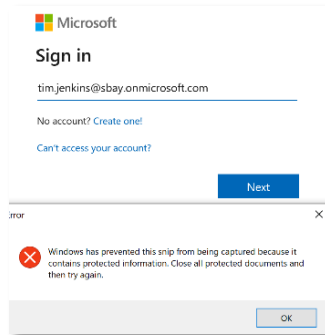 Microsoft
Sign in
tim.jenkins@sbay.onmicrosoft.com
No account? Create one!
Can't access your account?
Next
rror
Windows has prevented this snip from being captured because it
contains protected information. Close all protected documents and
then try again.
OK